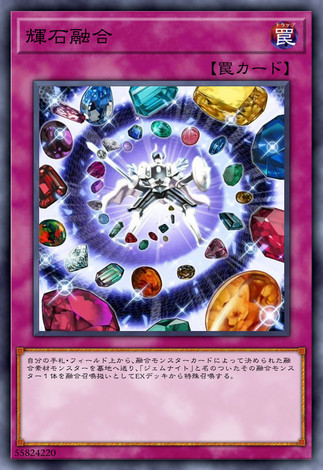 輝石融合
トラップ
罠
【罠カード】
自分の手札・フィールド上から、融合モンスターカードによって決められた融
合素材モンスターを墓地へ送り、「ジェムナイト」と名のついたその融合モンス
ター１体を融合召喚扱いとしてEXデッキから特殊召喚する。
55824220